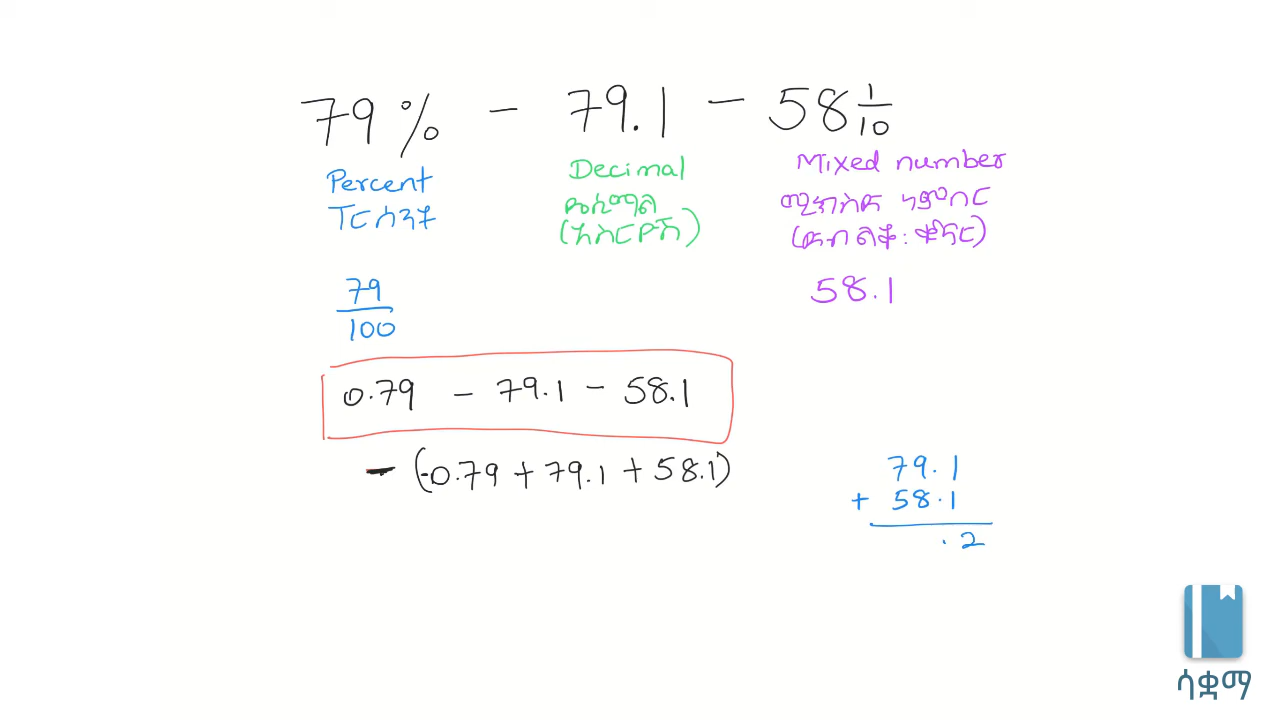 79% - 79.1 - 58 1/10
Percent Decimal Mixed number
ፐርሰንት ዴሲማል ሚክስድ ነምበር
(አስርዮሽ) (ድብልቅ ቁጥር)
79/100 58.1
0.79 - 79.1 - 58.1
- (-0.79 + 79.1 + 58.1)
79.1
+ 58.1
.2
ሳቋማ